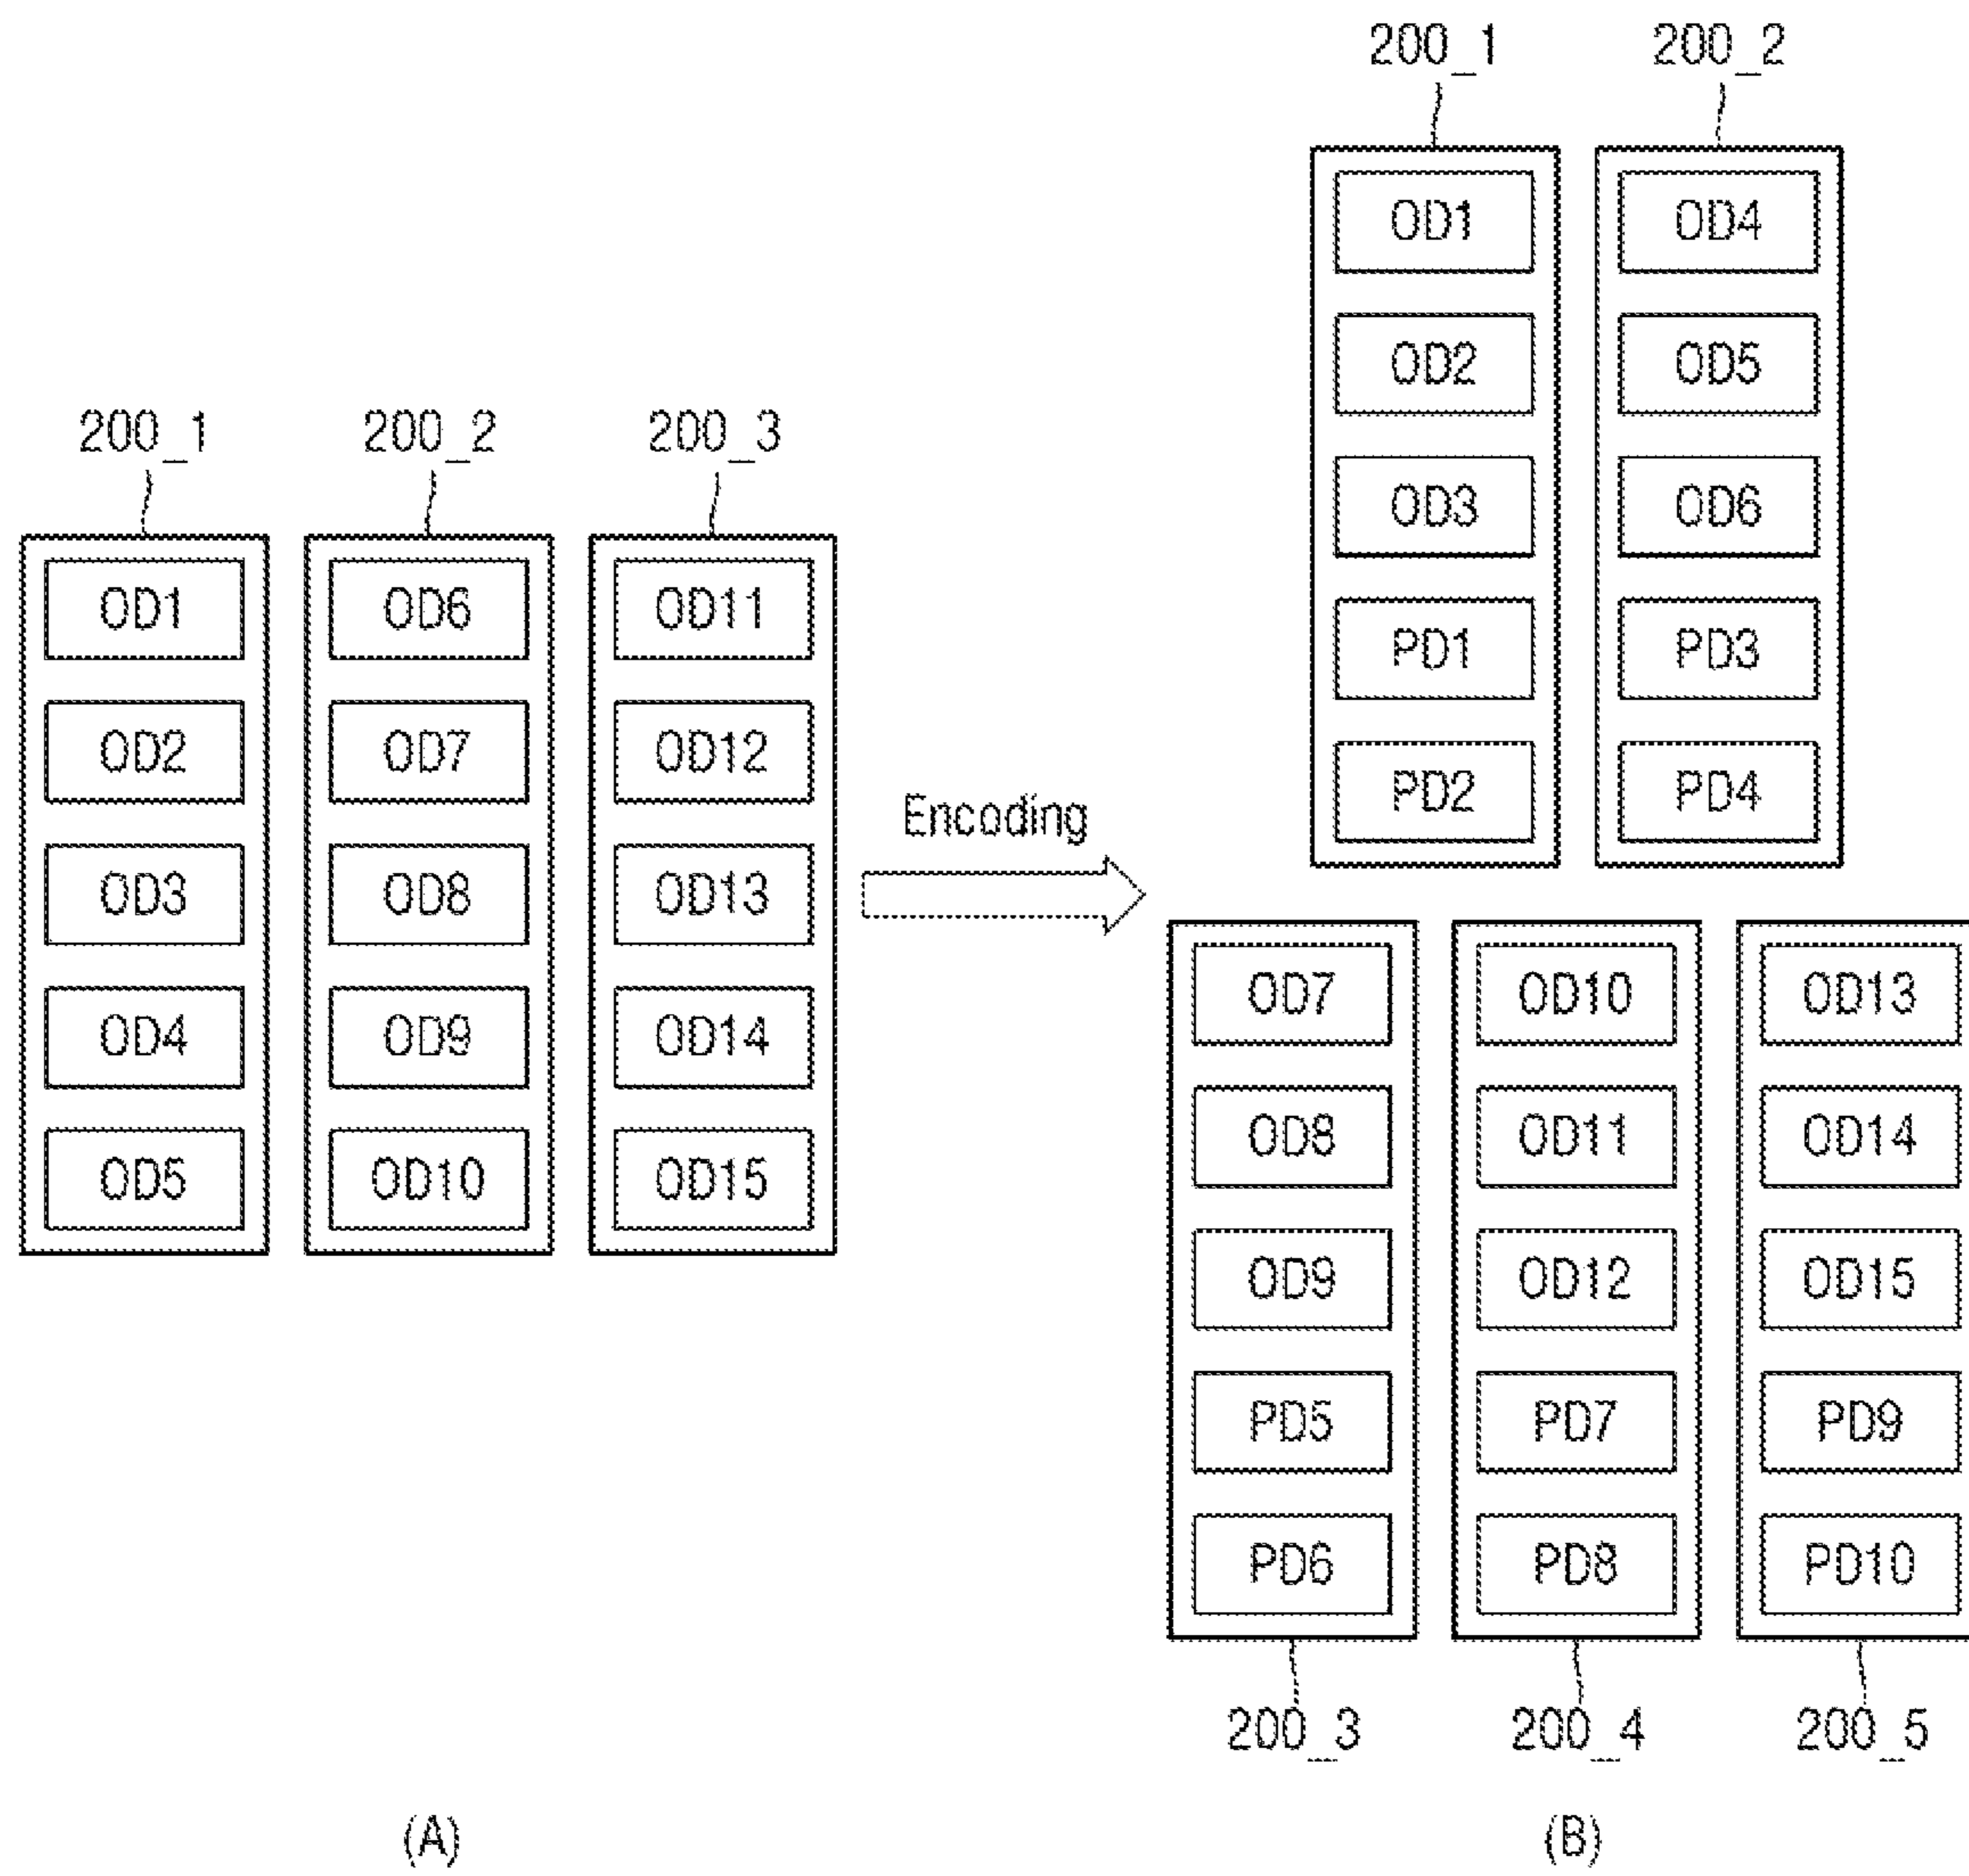 200_1 200_2
OD1 OD4
OD2 OD5
OD3 OD6
PD1 PD3
PD2 PD4
200_1 200_2 200_3
OD1 OD6 OD11
OD2 OD7 OD12
OD3 OD8 OD13
OD4 OD9 OD14
OD5 OD10 OD15
Encoding
OD7 OD10 OD13
OD8 OD11 OD14
OD9 OD12 OD15
PD5 PD7 PD9
PD6 PD8 PD10
200_3 200_4 200_5
(A) (B)